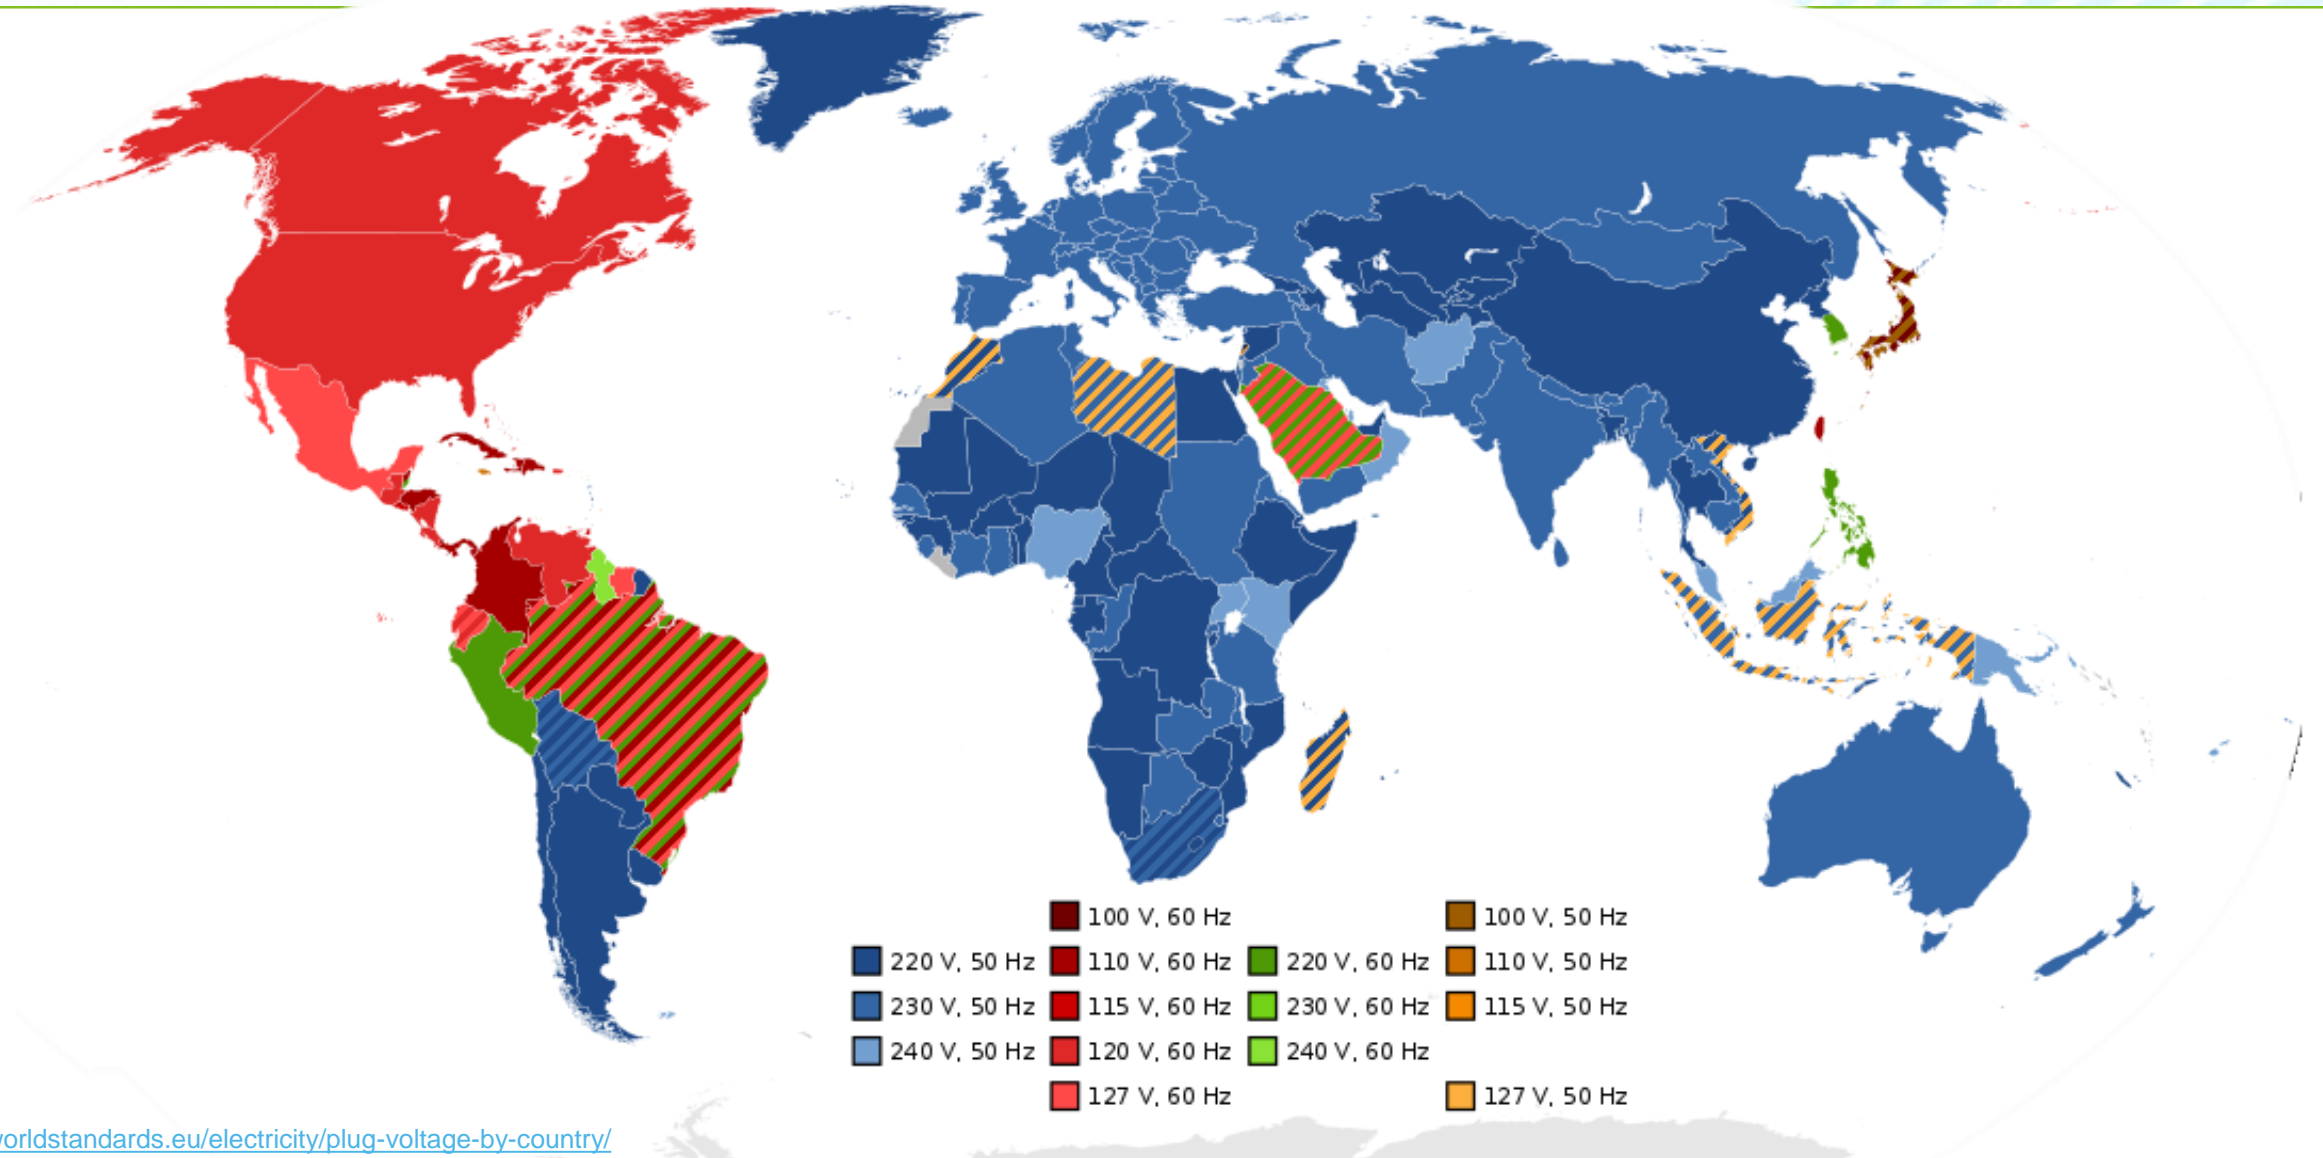 100 V, 60 Hz
100 V, 50 Hz
220 V, 50 Hz
110 V, 60 Hz
220 V, 60 Hz
110 V, 50 Hz
230 V, 50 Hz
115 V, 60 Hz
230 V, 60 Hz
115 V, 50 Hz
240 V, 50 Hz
120 V, 60 Hz
240 V, 60 Hz
127 V, 60 Hz
127 V, 50 Hz
worldstandards.eu/electricity/plug-voltage-by-country/